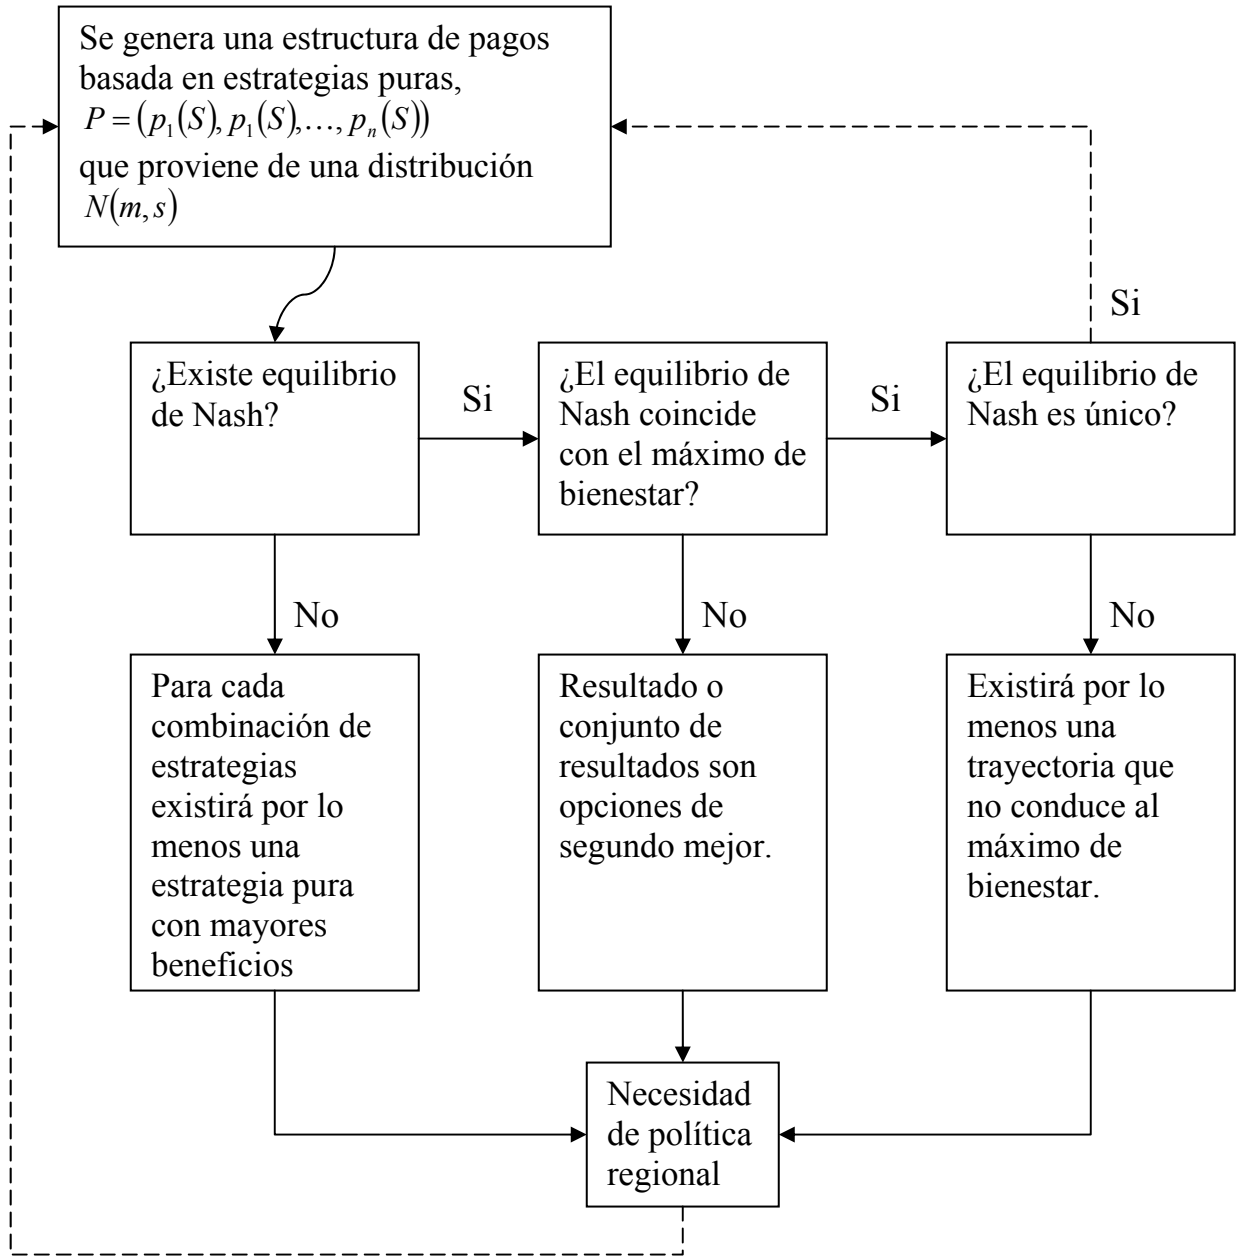 Se genera una estructura de pagos
basada en estrategias puras,
P = (p₁(S), p₁(S),..., pₙ(S))
que proviene de una distribución
N(m, s)
Si
¿Existe equilibrio
de Nash?
Si
¿El equilibrio de
Nash coincide
con el máximo de
bienestar?
Si
¿El equilibrio de
Nash es único?
No
No
No
Para cada
combinación de
estrategias
existirá por lo
menos una
estrategia pura
con mayores
beneficios
Resultado o
conjunto de
resultados son
opciones de
segundo mejor.
Existirá por lo
menos una
trayectoria que
no conduce al
máximo de
bienestar.
Necesidad
de política
regional